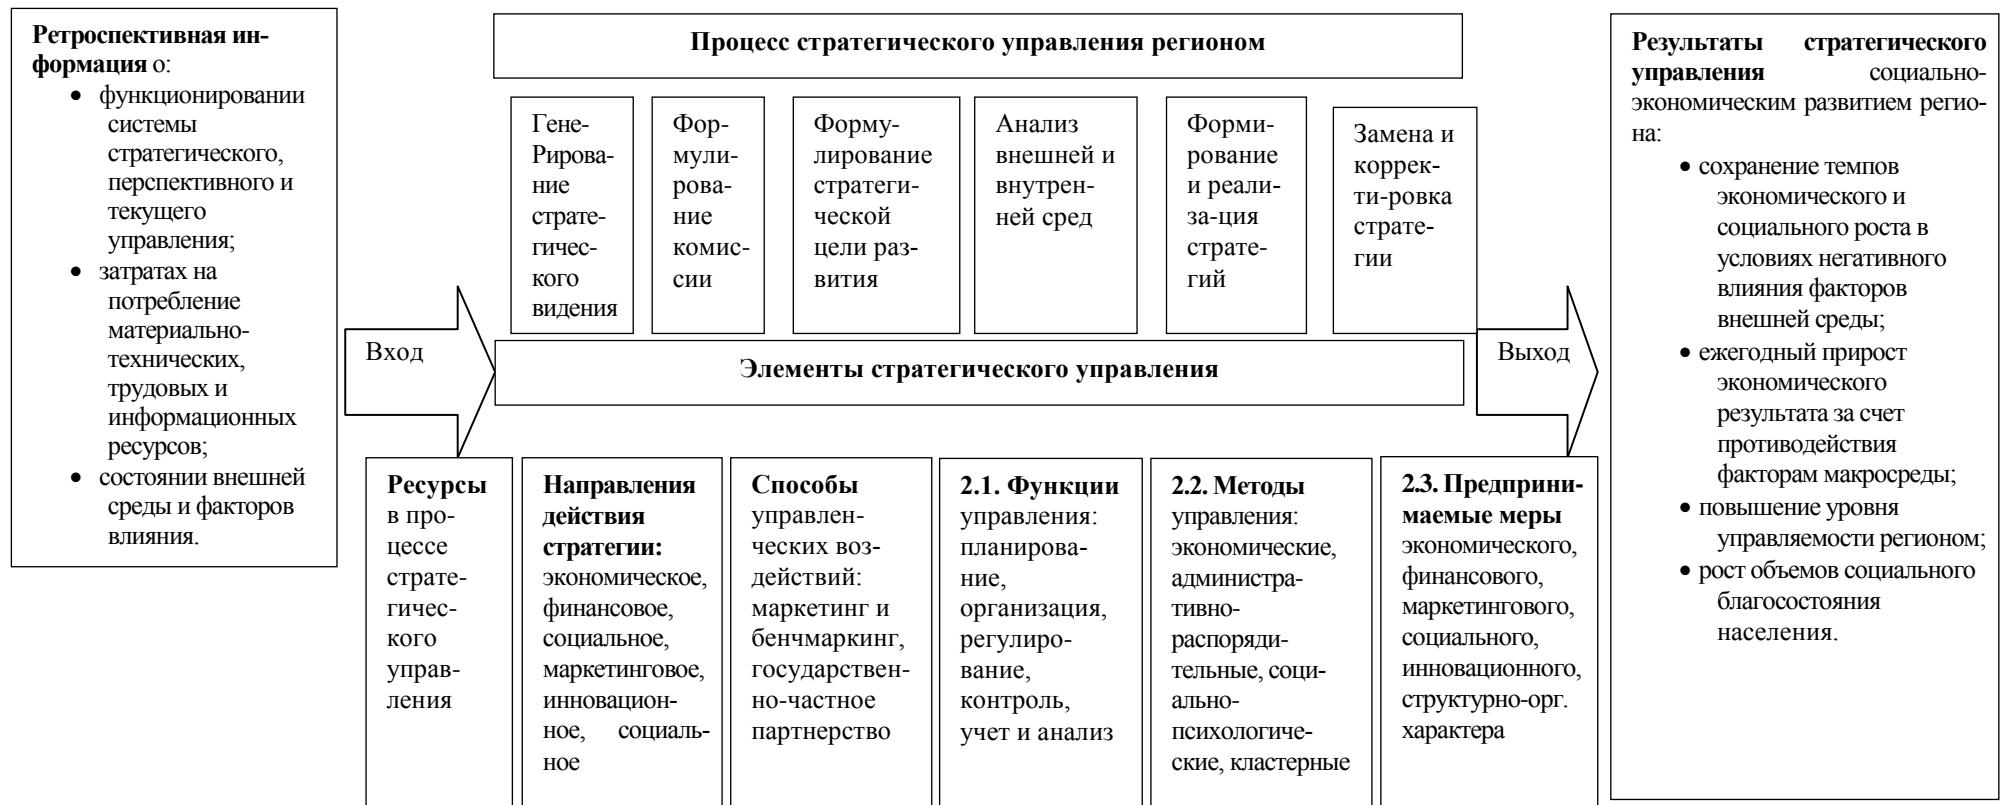 Ретроспективная ин-
формация о:
• функционировании
системы
стратегического,
перспективного и
текущего
управления;
• затратах на
потребление
материально-
технических,
трудовых и
информационных
ресурсов;
• состоянии внешней
среды и факторов
влияния.
Процесс стратегического управления регионом
Гене-
Рирова-
ние
страте-
гичес-
кого
видения
Фор-
мули-
рова-
ние
комис-
сии
Форму-
лирование
стратеги-
ческой
цели раз-
вития
Анализ
внешней и
внутрен-
ней сред
Форми-
рование
и реали-
за-ция
страте-
гий
Замена и
коррек-
ти-ровка
страте-
гии
Вход
Элементы стратегического управления
Выход
Ресурсы
в про-
цессе
страте-
гичес-
кого
управ-
ления
Направления
действия
стратегии:
экономическое,
финансовое,
социальное,
маркетинговое,
инновацион-
ное, социаль-
ное
Способы
управлен-
ческих воз-
действий:
маркетинг и
бенчмаркинг,
государствен-
но-частное
партнерство
2.1. Функции
управления:
планирова-
ние,
организация,
регулиро-
вание,
контроль,
учет и анализ
2.2. Методы
управления:
экономические,
администра-
тивно-
распоряди-
тельные, соци-
ально-
психологиче-
ские, кластерные
2.3. Предприни-
маемые меры
экономического,
финансового,
маркетингового,
социального,
инновационного,
структурно-орг.
характера
Результаты стратегического
управления социально-
экономическим развитием регио-
на:
• сохранение темпов
экономического и
социального роста в
условиях негативного
влияния факторов
внешней среды;
• ежегодный прирост
экономического
результата за счет
противодействия
факторам макросреды;
• повышение уровня
управляемости регионом;
• рост объемов социального
благосостояния
населения.